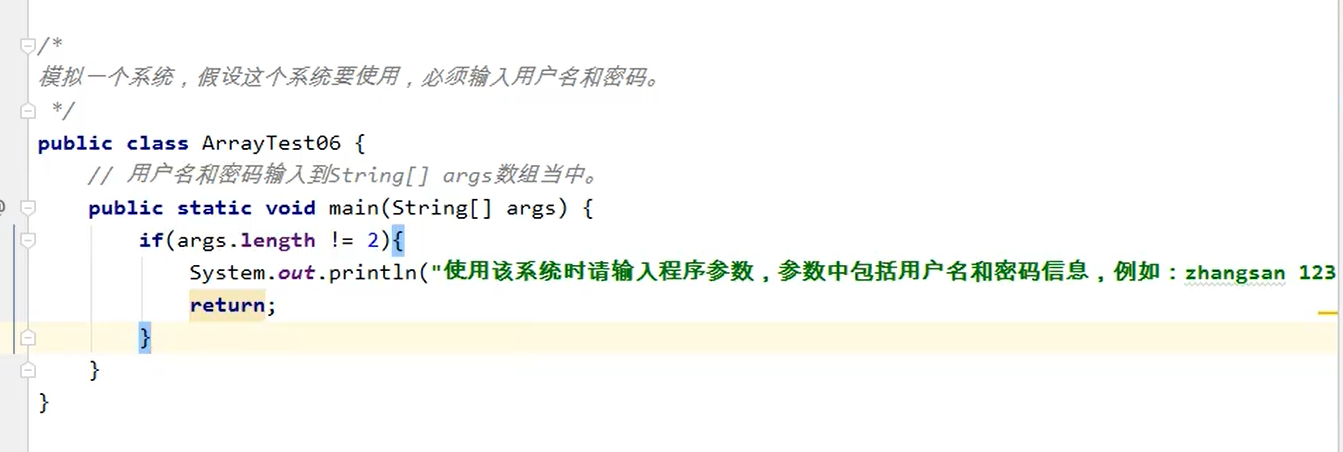 /*
模拟一个系统，假设这个系统要使用，必须输入用户名和密码。
*/
public class ArrayTest06 {
// 用户名和密码输入到String[] args数组当中。
public static void main(String[] args) {
if(args.length != 2){
System.out.println("使用该系统时请输入程序参数，参数中包括用户名和密码信息，例如：zhangsan 123
return;
}
}
}